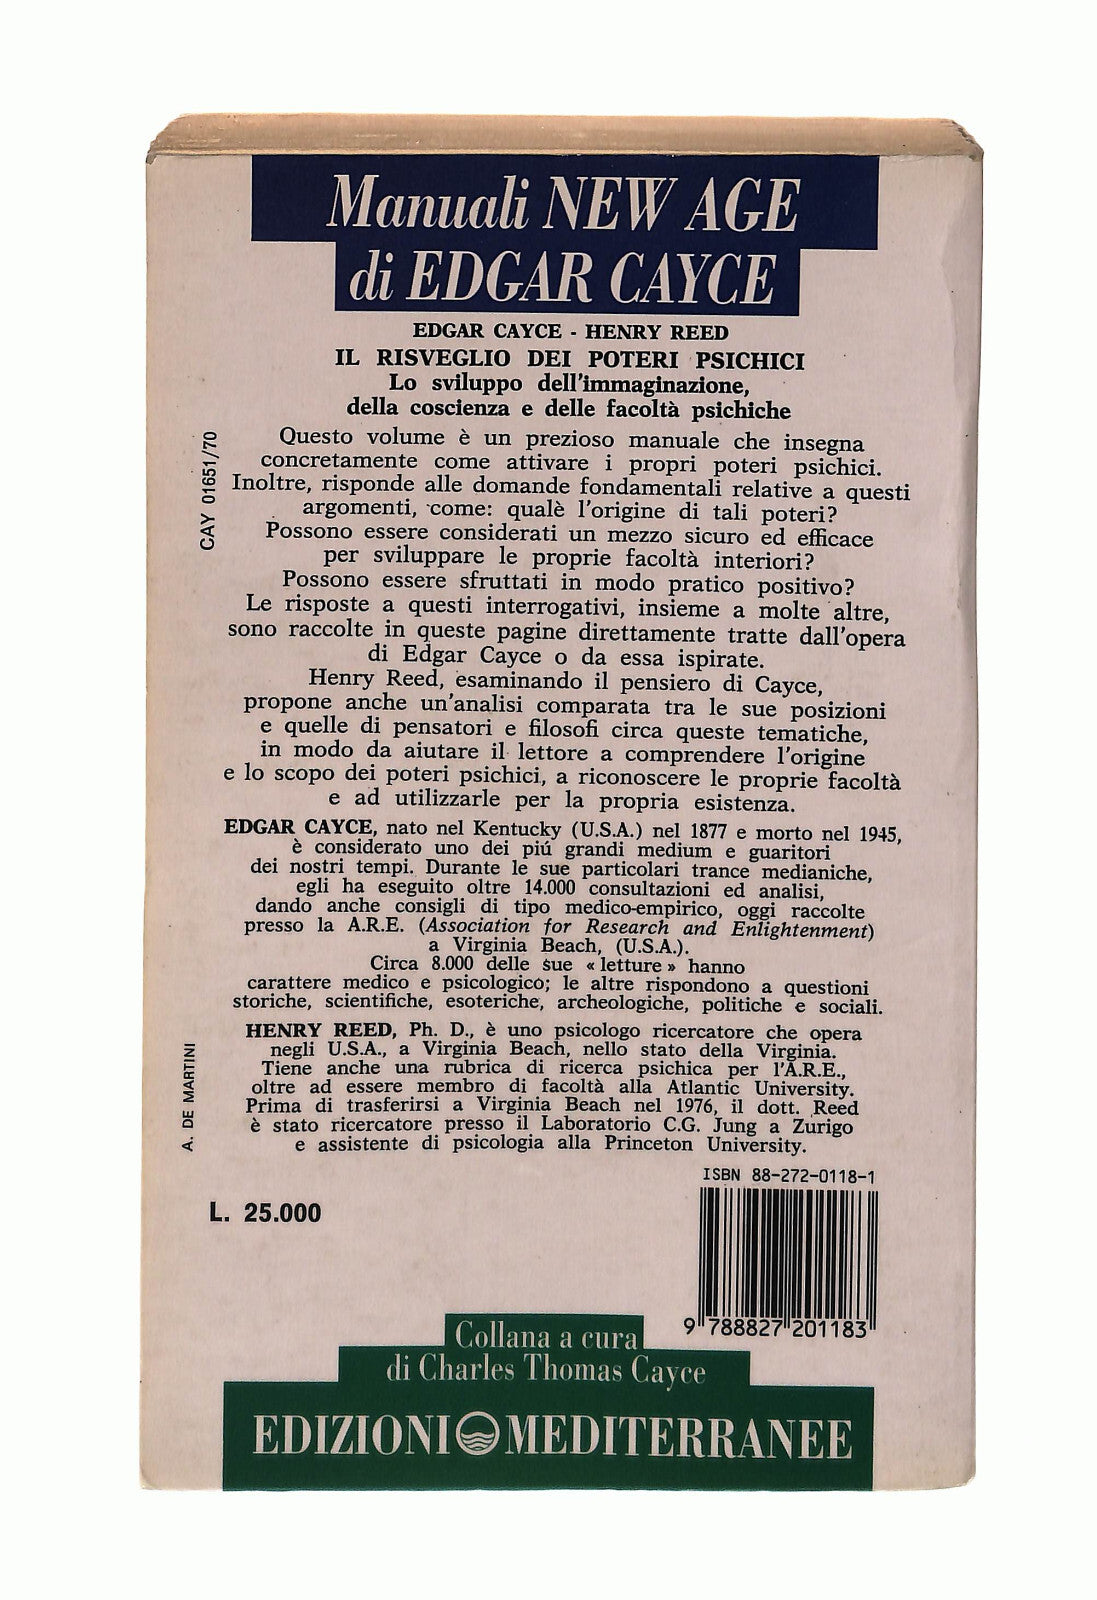 Manuali NEW AGE
di EDGAR CAYCE
EDGAR CAYCE - HENRY REED
IL RISVEGLIO DEI POTERI PSICHICI
Lo sviluppo dell'immaginazione,
della coscienza e delle facoltà psichiche
Questo volume è un prezioso manuale che insegna
concretamente come attivare i propri poteri psichici.
Inoltre, risponde alle domande fondamentali relative a questi
argomenti, come: qualè l'origine di tali poteri?
Possono essere considerati un mezzo sicuro ed efficace
per sviluppare le proprie facoltà interiori?
Possono essere sfruttati in modo pratico positivo?
Le risposte a questi interrogativi, insieme a molte altre,
sono raccolte in queste pagine direttamente tratte dall'opera
di Edgar Cayce o da essa ispirate.
Henry Reed, esaminando il pensiero di Cayce,
propone anche un'analisi comparata tra le sue posizioni
e quelle di pensatori e filosofi circa queste tematiche,
in modo da aiutare il lettore a comprendere l'origine
e lo scopo dei poteri psichici, a riconoscere le proprie facoltà
e ad utilizzarle per la propria esistenza.
EDGAR CAYCE, nato nel Kentucky (U.S.A.) nel 1877 e morto nel 1945,
è considerato uno dei piú grandi medium e guaritori
dei nostri tempi. Durante le sue particolari trance medianiche,
egli ha eseguito oltre 14.000 consultazioni ed analisi,
dando anche consigli di tipo medico-empirico, oggi raccolte
presso la A.R.E. (Association for Research and Enlightenment)
a Virginia Beach, (U.S.A.).
Circa 8.000 delle sue «letture» hanno
carattere medico e psicologico; le altre rispondono a questioni
storiche, scientifiche, esoteriche, archeologiche, politiche e sociali.
HENRY REED, Ph. D., è uno psicologo ricercatore che opera
negli U.S.A., a Virginia Beach, nello stato della Virginia.
Tiene anche una rubrica di ricerca psichica per l'A.R.E.,
oltre ad essere membro di facoltà alla Atlantic University.
Prima di trasferirsi a Virginia Beach nel 1976, il dott. Reed
è stato ricercatore presso il Laboratorio C.G. Jung a Zurigo
e assistente di psicologia alla Princeton University.
CAY 01651/70
A. DE MARTINI
ISBN 88-272-0118-1
L. 25.000
9 788827 201183
Collana a cura
di Charles Thomas Cayce
EDIZIONI MEDITERRANEE